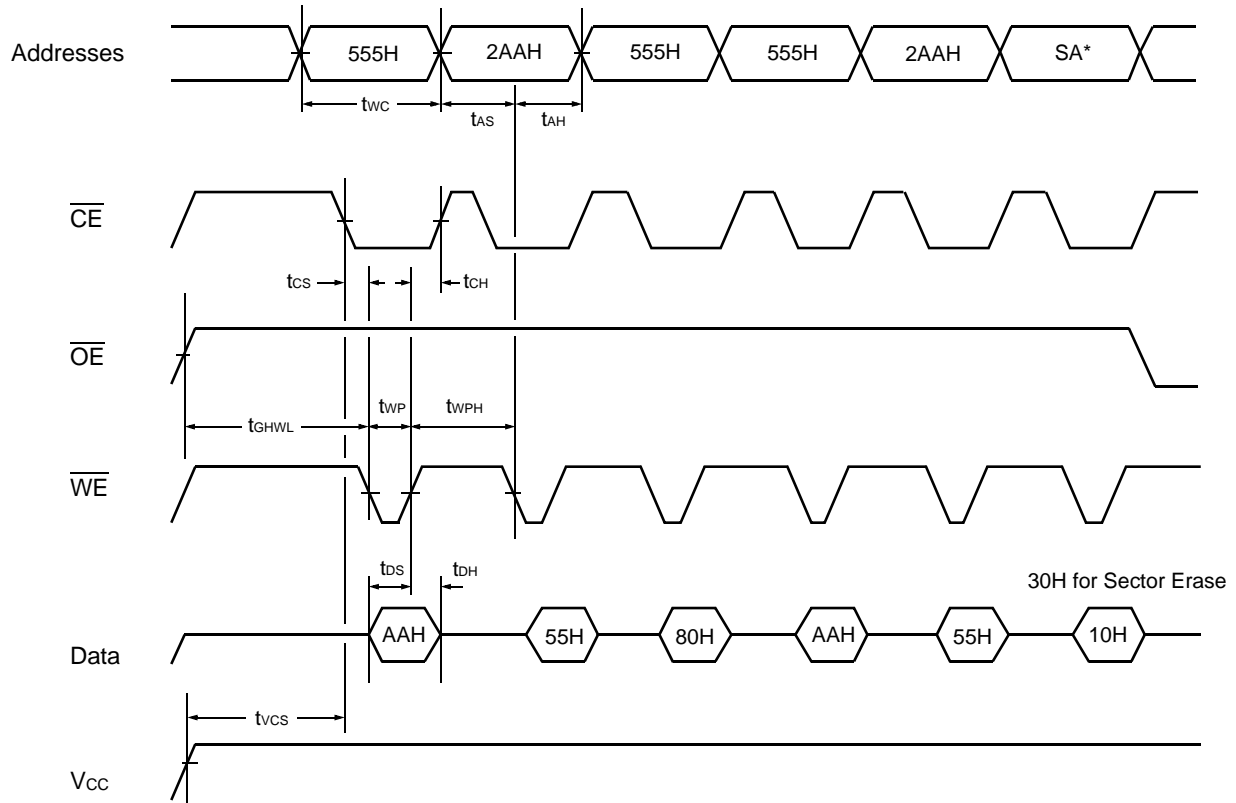 Addresses 555H 2AAH 555H 555H 2AAH SA*
tWC tAS tAH
CE
tCS tCH
OE
tGHWL tWP tWPH
WE
tDS tDH
30H for Sector Erase
Data AAH 55H 80H AAH 55H 10H
tVCS
VCC